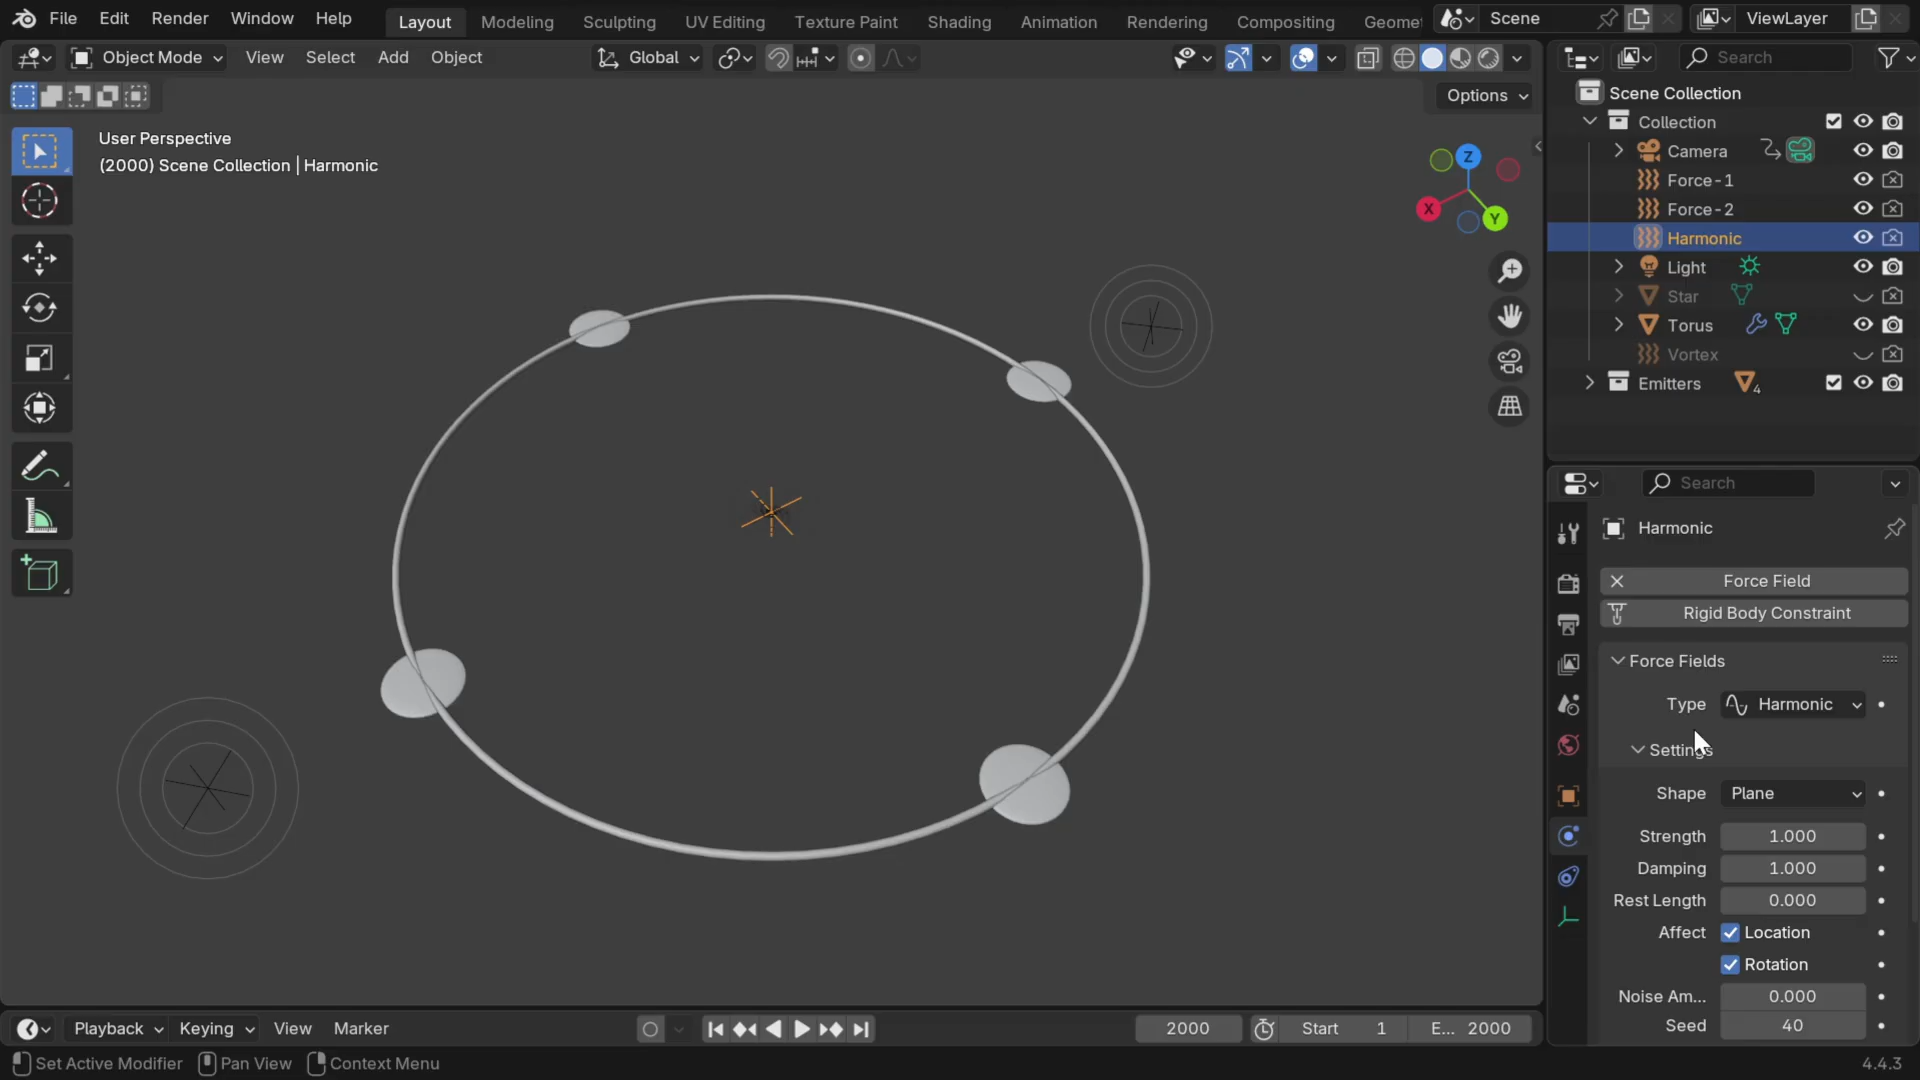 File Edit Render Window Help Layout Modeling Sculpting UV Editing Texture Paint Shading Animation Rendering Compositing Geomet Scene ViewLayer
Object Mode View Select Add Object Global Search
Options
User Perspective
(2000) Scene Collection | Harmonic
Z
X
Y
Scene Collection
Collection
Camera
Force-1
Force-2
Harmonic
Light
Star
Torus
Vortex
Emitters 4
Search
Harmonic
Force Field
Rigid Body Constraint
Force Fields
Type Harmonic
Settings
Shape Plane
Strength 1.000
Damping 1.000
Rest Length 0.000
Affect Location
Rotation
Noise Am... 0.000
Seed 40
Playback Keying View Marker 2000 Start 1 E... 2000
Set Active Modifier Pan View Context Menu 4.4.3